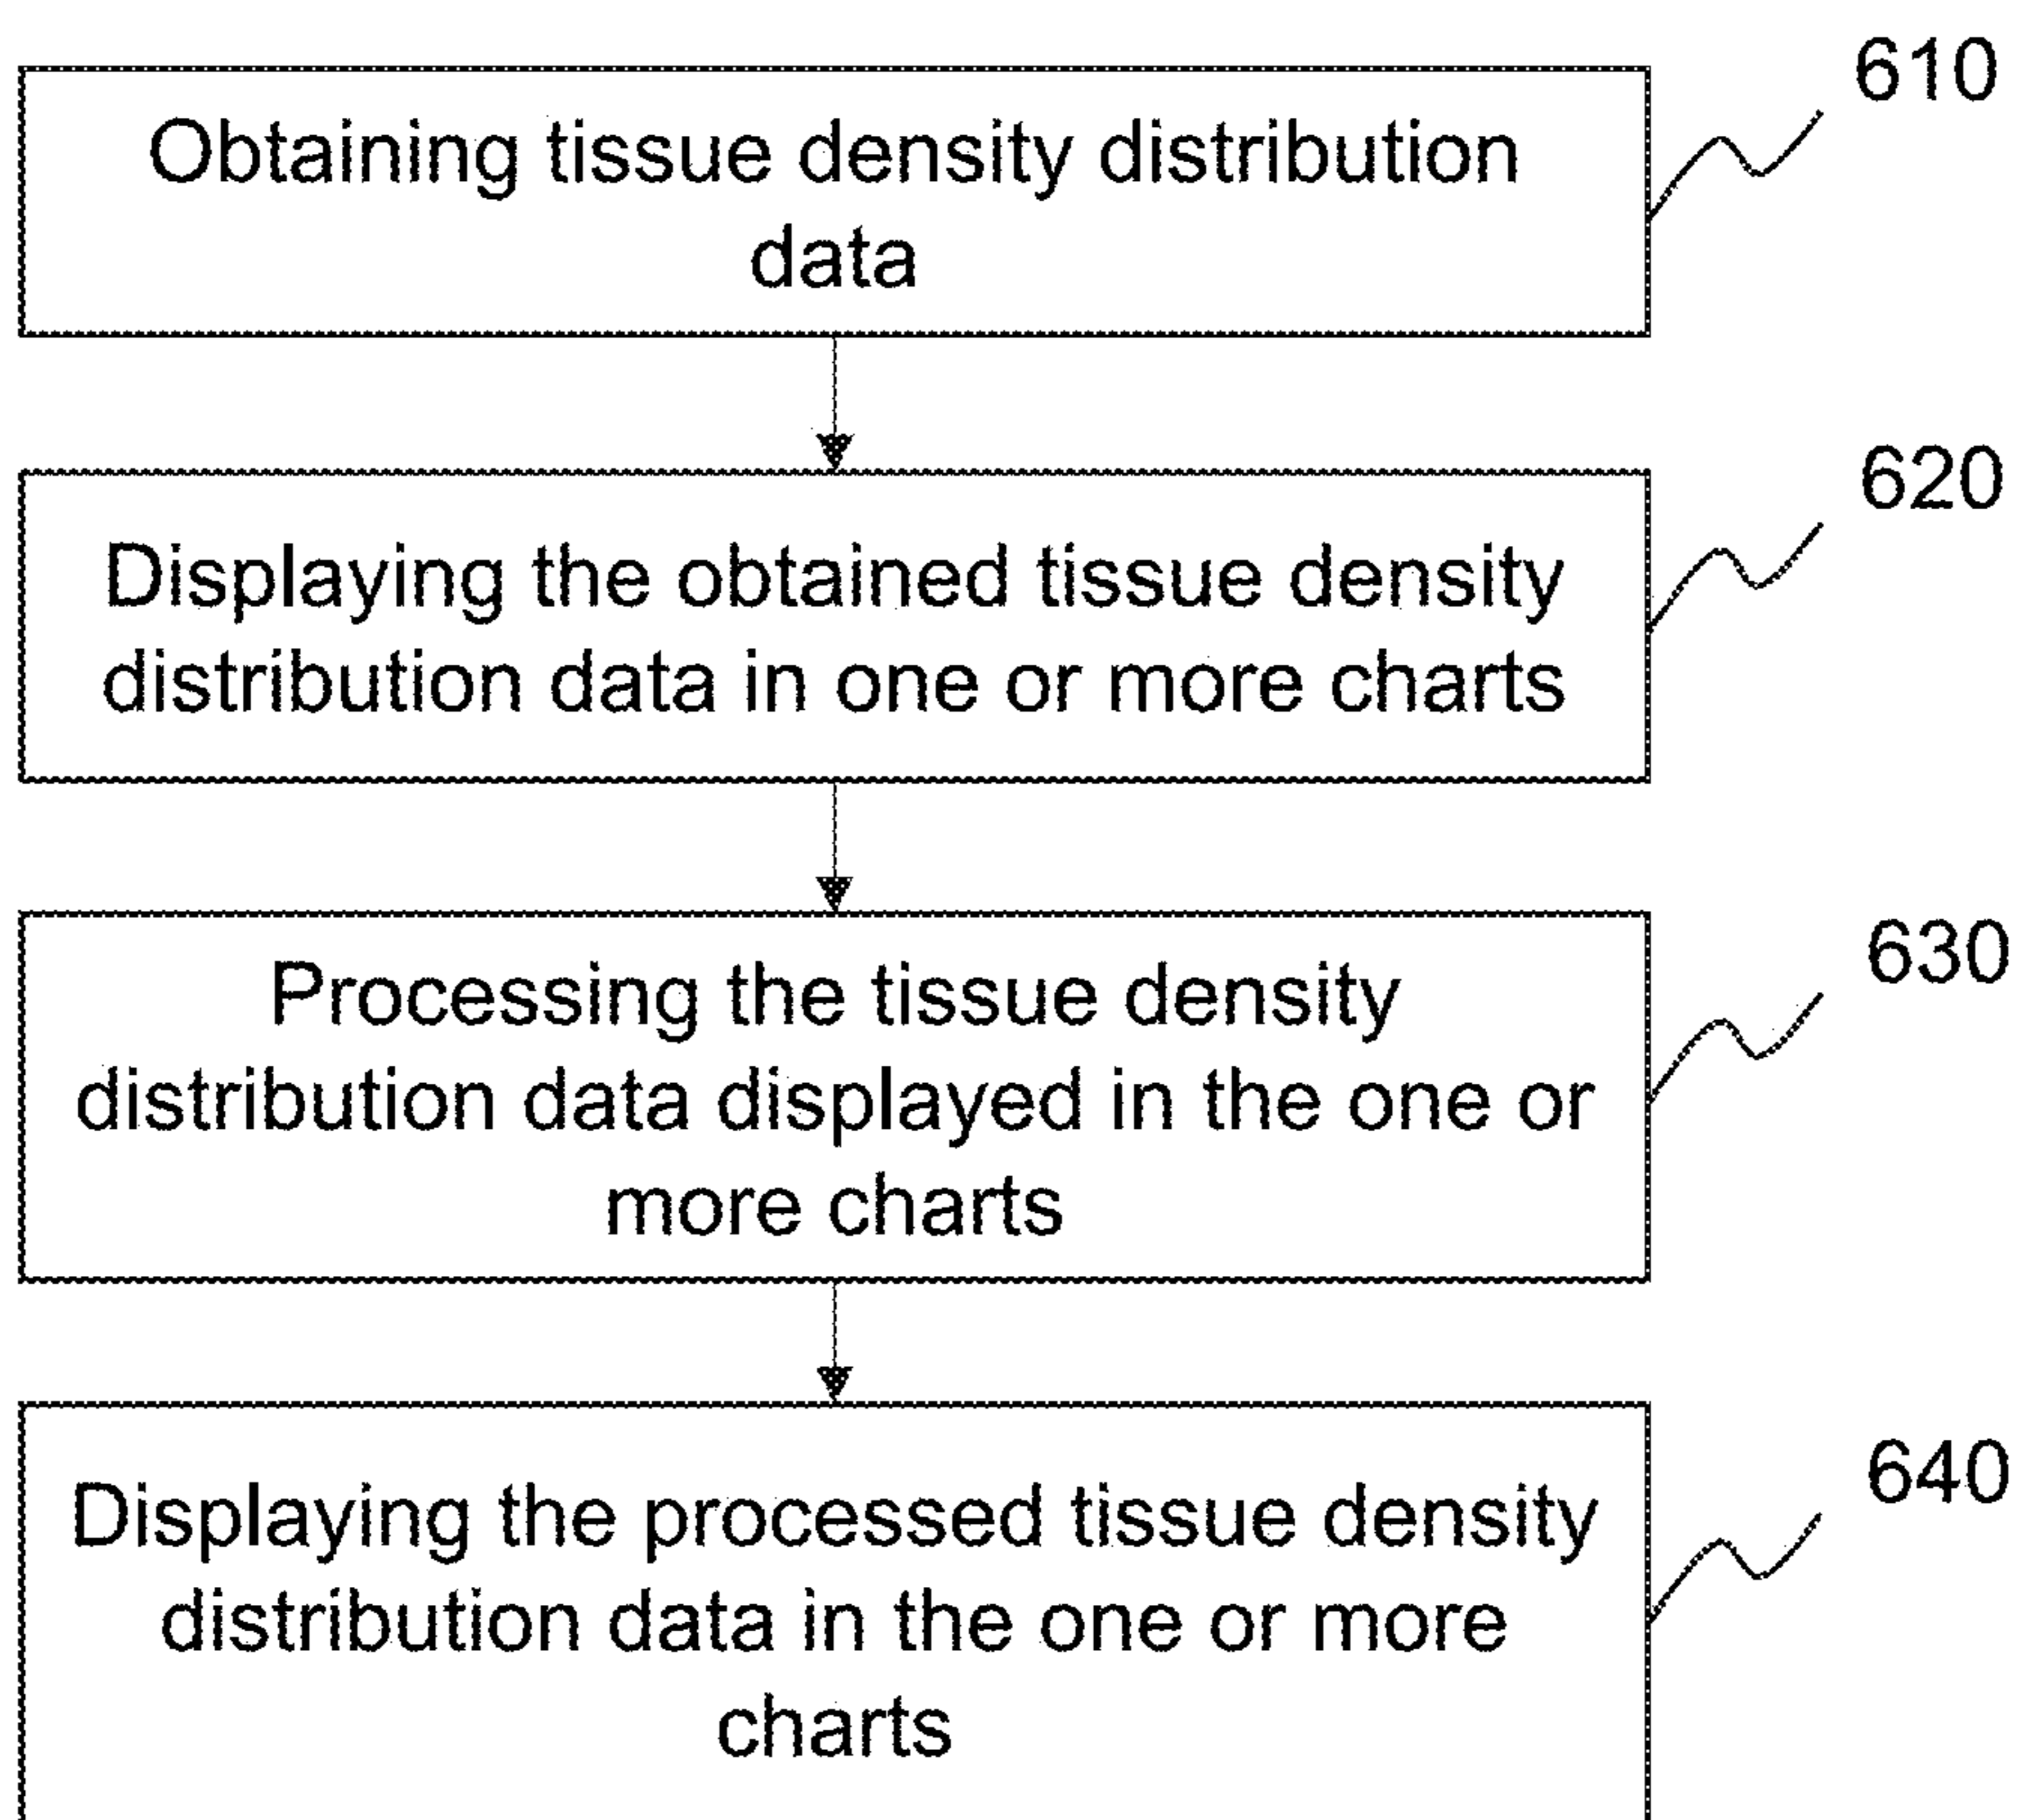 610
Obtaining tissue density distribution
data
620
Displaying the obtained tissue density
distribution data in one or more charts
630
Processing the tissue density
distribution data displayed in the one or
more charts
640
Displaying the processed tissue density
distribution data in the one or more
charts